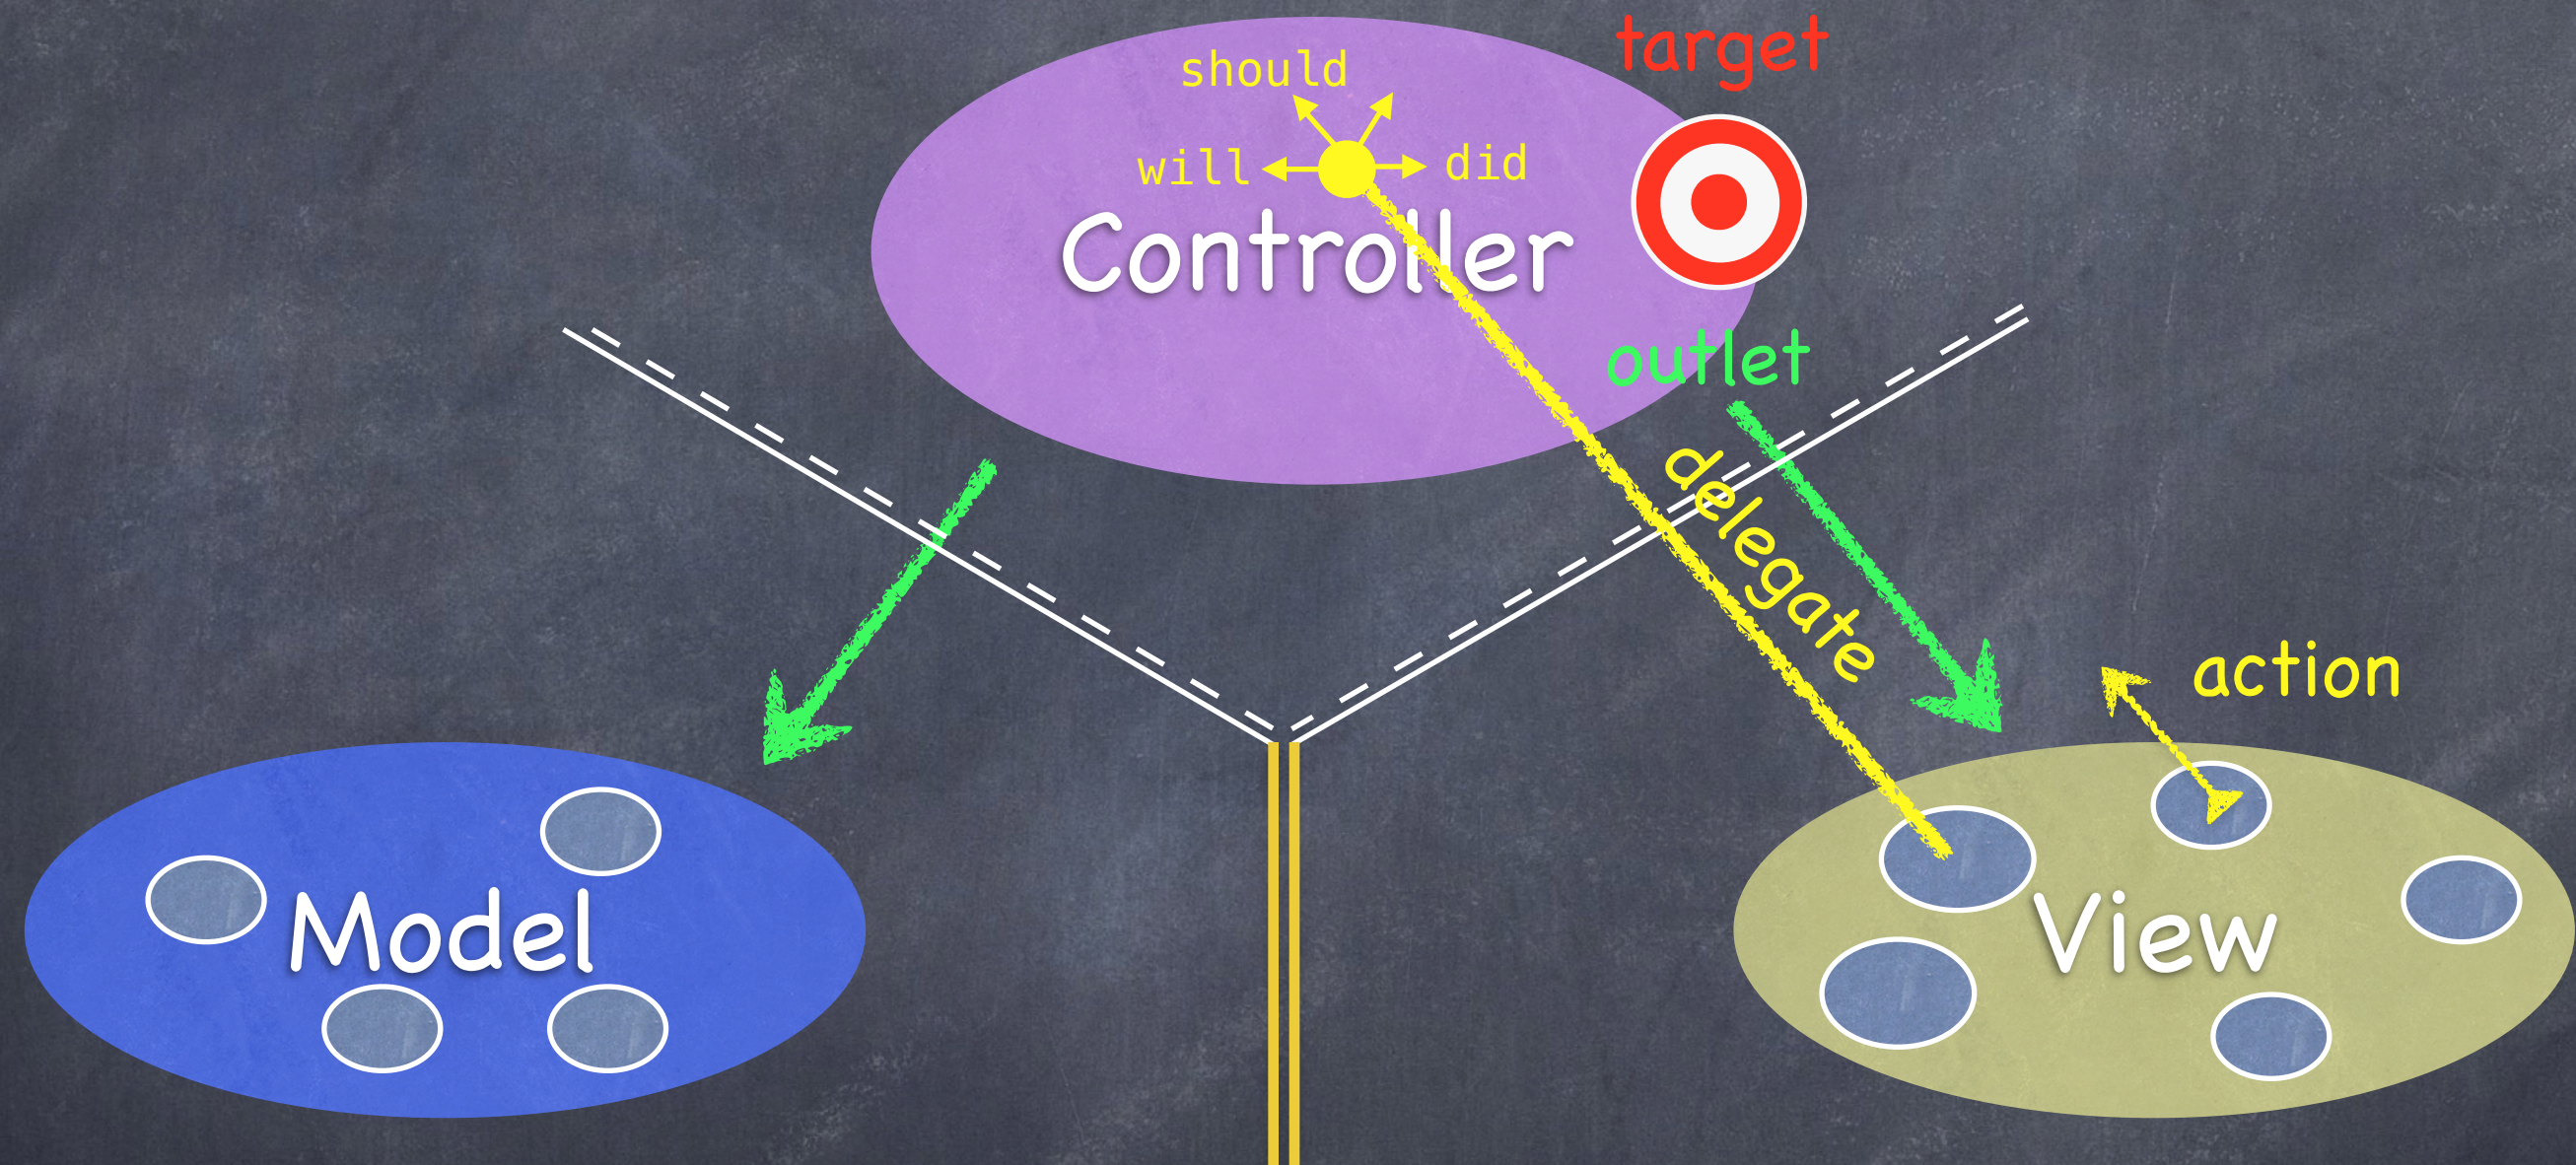 target
should
will
did
Controller
outlet
delegate
action
Model
View